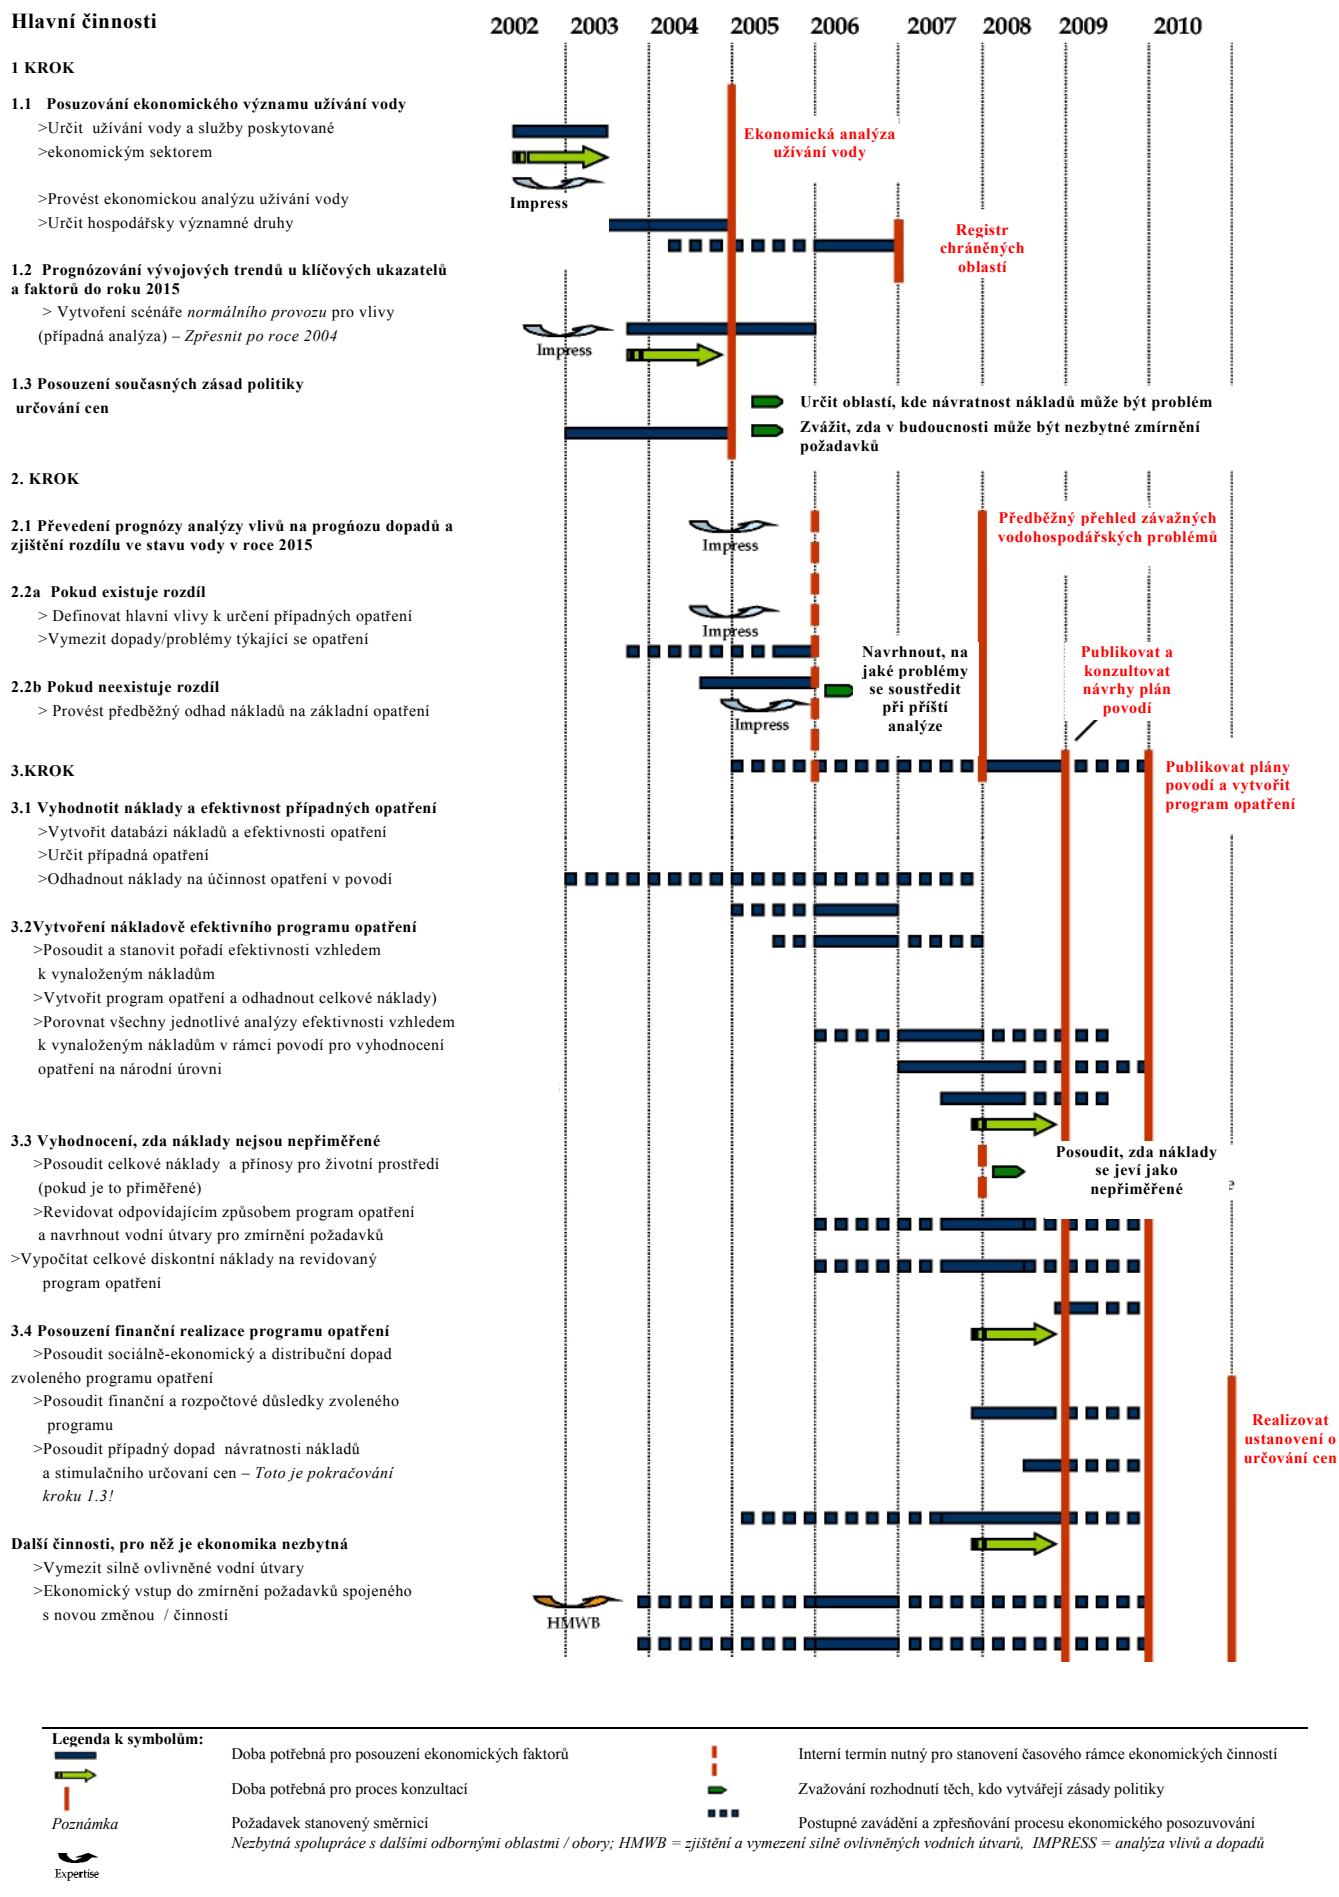 Hlavní činnosti
2002 2003 2004 2005 2006 2007 2008 2009 2010
1 KROK
1.1 Posuzování ekonomického významu užívání vody
>Určit užívání vody a služby poskytované
>ekonomickým sektorem
Ekonomická analýza
užívání vody
Impress
>Provést ekonomickou analýzu užívání vody
>Určit hospodářsky významné druhy
Registr
chráněných
oblastí
1.2 Prognózování vývojových trendů u klíčových ukazatelů
a faktorů do roku 2015
> Vytvoření scénáře normálního provozu pro vlivy
(případná analýza) – Zpřesnit po roce 2004
Impress
1.3 Posouzení současných zásad politiky
určování cen
Určit oblastí, kde návratnost nákladů může být problém
Zvážit, zda v budoucnosti může být nezbytné zmírnění
požadavků
2. KROK
2.1 Převedení prognózy analýzy vlivů na prognózu dopadů a
zjištění rozdílu ve stavu vody v roce 2015
Impress
Předběžný přehled závažných
vodohospodářských problémů
2.2a Pokud existuje rozdíl
> Definovat hlavní vlivy k určení případných opatření
>Vymezit dopady/problémy týkající se opatření
Impress
Navrhnout, na
jaké problémy
se soustředit
při příští
analýze
Publikovat a
konzultovat
návrhy plán
povodí
2.2b Pokud neexistuje rozdíl
> Provést předběžný odhad nákladů na základní opatření
Impress
3.KROK
Publikovat plány
povodí a vytvořit
program opatření
3.1 Vyhodnotit náklady a efektivnost případných opatření
>Vytvořit databázi nákladů a efektivnosti opatření
>Určit případná opatření
>Odhadnout náklady na účinnost opatření v povodí
3.2Vytvoření nákladově efektivního programu opatření
>Posoudit a stanovit pořadí efektivnosti vzhledem
k vynaloženým nákladům
>Vytvořit program opatření a odhadnout celkové náklady)
>Porovnat všechny jednotlivé analýzy efektivnosti vzhledem
k vynaloženým nákladům v rámci povodí pro vyhodnocení
opatření na národní úrovni
3.3 Vyhodnocení, zda náklady nejsou nepřiměřené
>Posoudit celkové náklady a přínosy pro životní prostředí
(pokud je to přiměřené)
>Revidovat odpovídajícím způsobem program opatření
a navrhnout vodní útvary pro zmírnění požadavků
>Vypočítat celkové diskontní náklady na revidovaný
program opatření
Posoudit, zda náklady
se jeví jako
nepřiměřené
3.4 Posouzení finanční realizace programu opatření
>Posoudit sociálně-ekonomický a distribuční dopad
zvoleného programu opatření
>Posoudit finanční a rozpočtové důsledky zvoleného
programu
>Posoudit případný dopad návratnosti nákladů
a stimulačního určovaní cen – Toto je pokračování
kroku 1.3!
Realizovat
ustanovení o
určování cen
Další činnosti, pro něž je ekonomika nezbytná
>Vymezit silně ovlivněné vodní útvary
>Ekonomický vstup do zmírnění požadavků spojeného
s novou změnou / činností
HMWB
Legenda k symbolům:
Doba potřebná pro posouzení ekonomických faktorů
Interní termín nutný pro stanovení časového rámce ekonomických činností
Doba potřebná pro proces konzultací
Zvažování rozhodnutí těch, kdo vytvářejí zásady politiky
Poznámka
Požadavek stanovený směrnicí
Postupné zavádění a zpřesňování procesu ekonomického posuzování
Nezbytná spolupráce s dalšími odbornými oblastmi / obory; HMWB = zjištění a vymezení silně ovlivněných vodních útvarů, IMPRESS = analýza vlivů a dopadů
Expertise